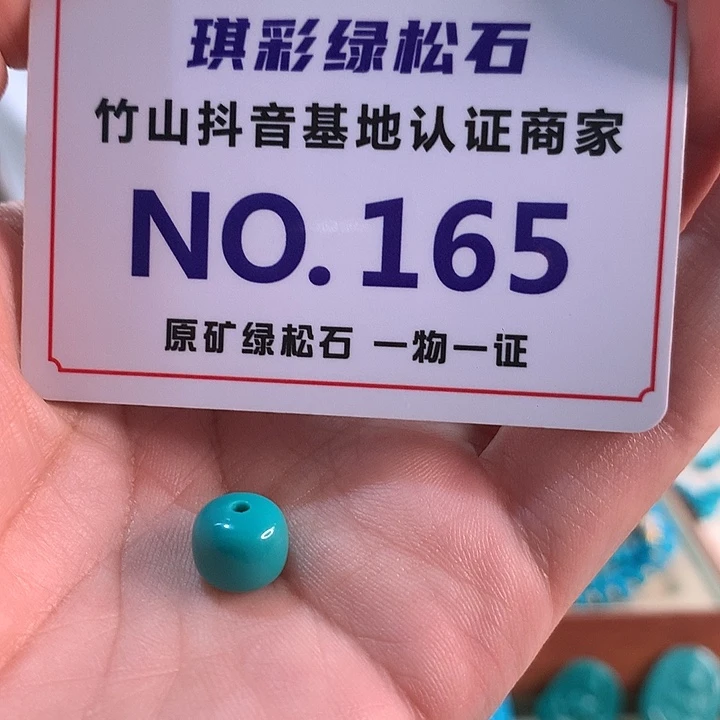 琪彩绿松石
竹山抖音基地认证商家
NO.165
原矿绿松石 一物一证